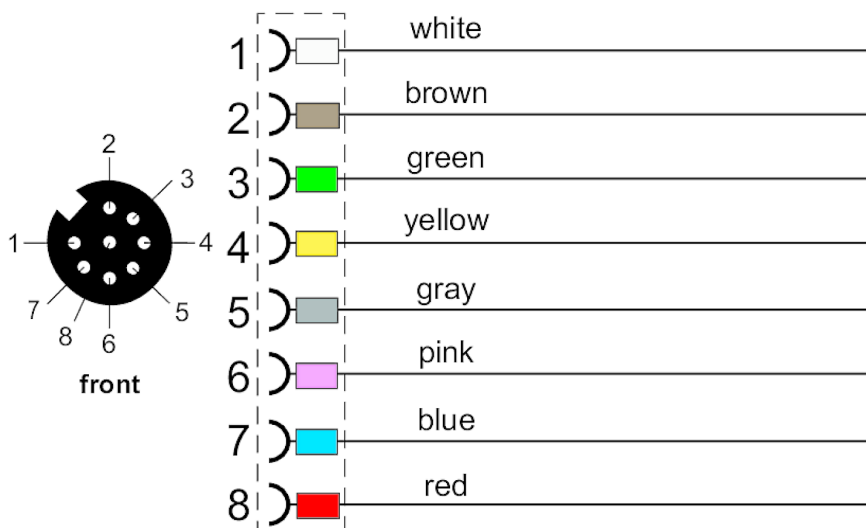 2
3
1
4
7
8
6
5
front
1 white
2 brown
3 green
4 yellow
5 gray
6 pink
7 blue
8 red